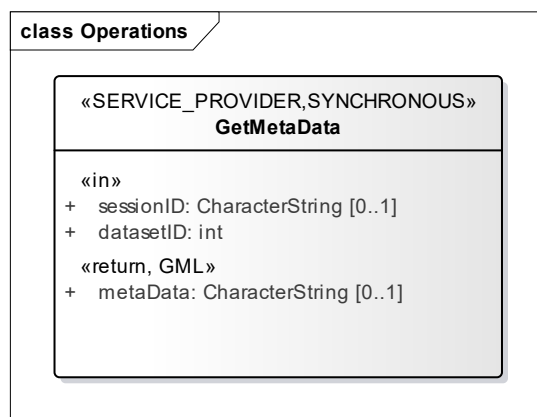 class Operations
«SERVICE_PROVIDER,SYNCHRONOUS»
GetMetaData
«in»
+ sessionID: CharacterString [0..1]
+ datasetID: int
«return, GML»
+ metaData: CharacterString [0..1]